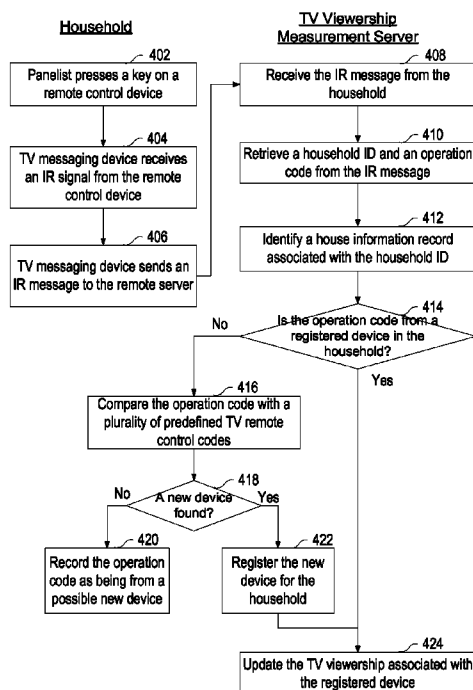 Household
TV Viewership
Measurement Server
402
Panelist presses a key on a
remote control device
404
TV messaging device receives
an IR signal from the remote
control device
406
TV messaging device sends an
IR message to the remote server
408
Receive the IR message from the
household
410
Retrieve a household ID and an operation
code from the IR message
412
Identify a house information record
associated with the household ID
414
Is the operation code from a
registered device in the
household?
No
Yes
416
Compare the operation code with a
plurality of predefined TV remote
control codes
418
A new device
found?
No
Yes
420
Record the operation
code as being from a
possible new device
422
Register the new
device for the
household
424
Update the TV viewership associated with
the registered device